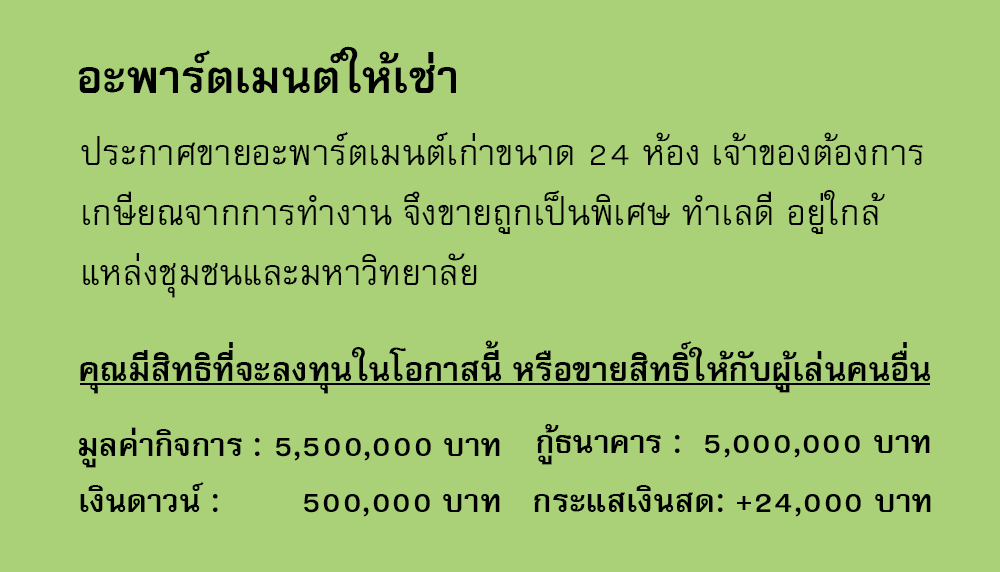 อะพาร์ตเมนต์ให้เช่า
ประกาศขายอะพาร์ตเมนต์เก่าขนาด 24 ห้อง เจ้าของต้องการ
เกษียณจากการทำงาน จึงขายถูกเป็นพิเศษ ทำเลดี อยู่ใกล้
แหล่งชุมชนและมหาวิทยาลัย
คุณมีสิทธิที่จะลงทุนในโอกาสนี้ หรือขายสิทธิ์ให้กับผู้เล่นคนอื่น
มูลค่ากิจการ : 5,500,000 บาท กู้ธนาคาร : 5,000,000 บาท
เงินดาวน์ : 500,000 บาท กระแสเงินสด: +24,000 บาท